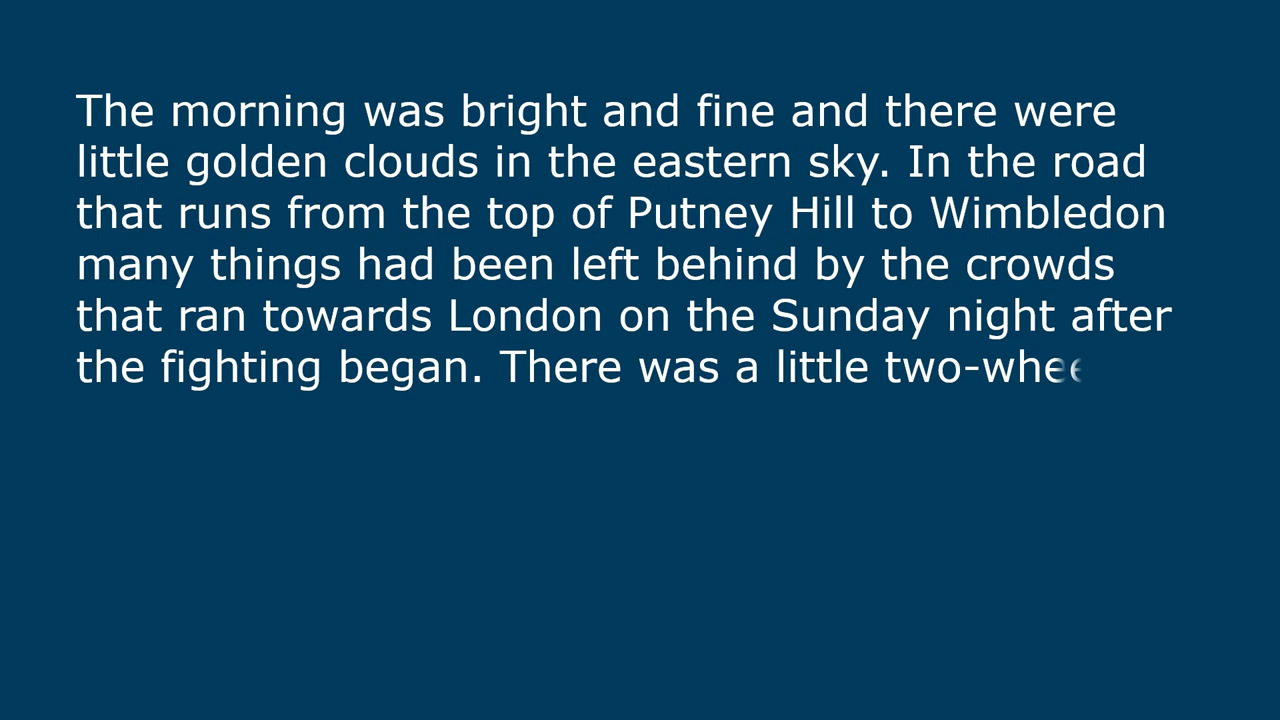 The morning was bright and fine and there were
little golden clouds in the eastern sky. In the road
that runs from the top of Putney Hill to Wimbledon
many things had been left behind by the crowds
that ran towards London on the Sunday night after
the fighting began. There was a little two-whee